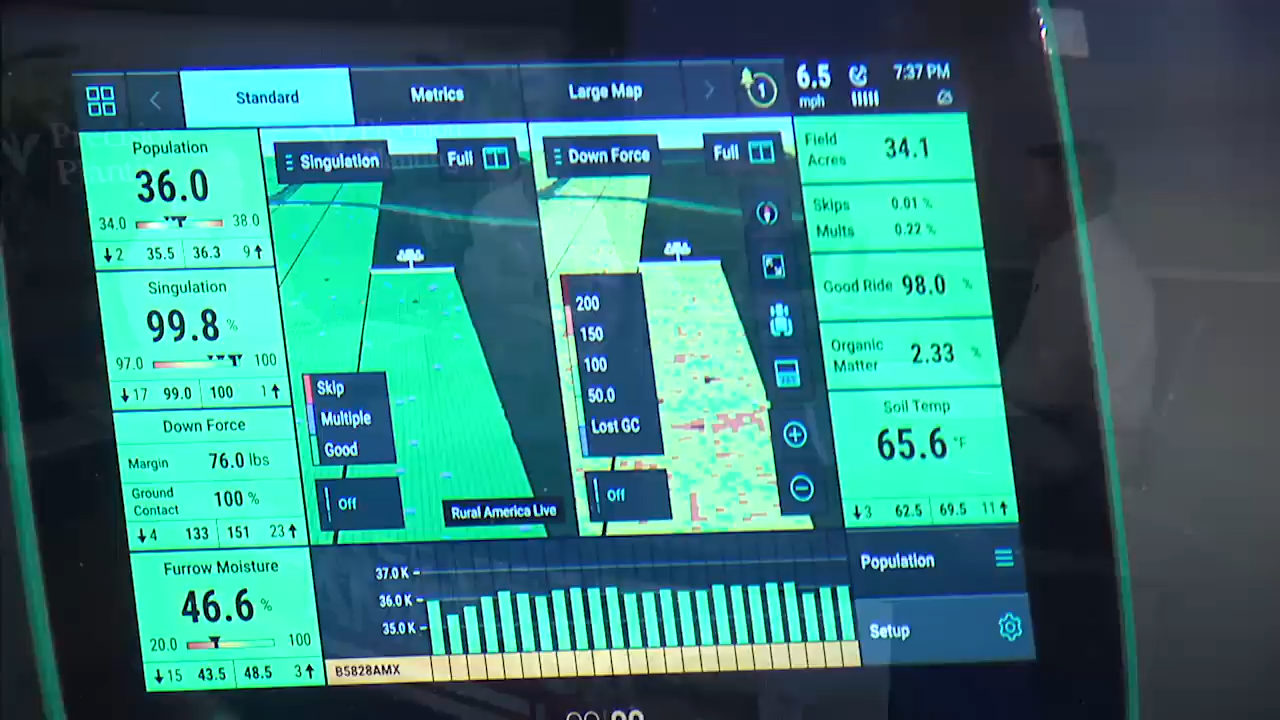 Standard
Metrics
Large Map
1
6.5
mph
7:37 PM
Population
36.0
34.0 38.0
2 35.5 36.3 9
Singulation
99.8 %
97.0 100
17 99.0 100 1
Down Force
Margin 76.0 lbs
Ground
Contact 100 %
4 133 151 23
Furrow Moisture
46.6 %
20.0 100
15 43.5 48.5 3
Singulation
Full
Skip
Multiple
Good
Off
Rural America Live
Down Force
Full
200
150
100
50.0
Lost GC
Off
Field
Acres 34.1
Skips 0.01 %
Mults 0.22 %
Good Ride 98.0 %
Organic
Matter 2.33 %
Soil Temp
65.6 °F
3 62.5 69.5 11
37.0 K
36.0 K
35.0 K
B5828AMX
Population
Setup